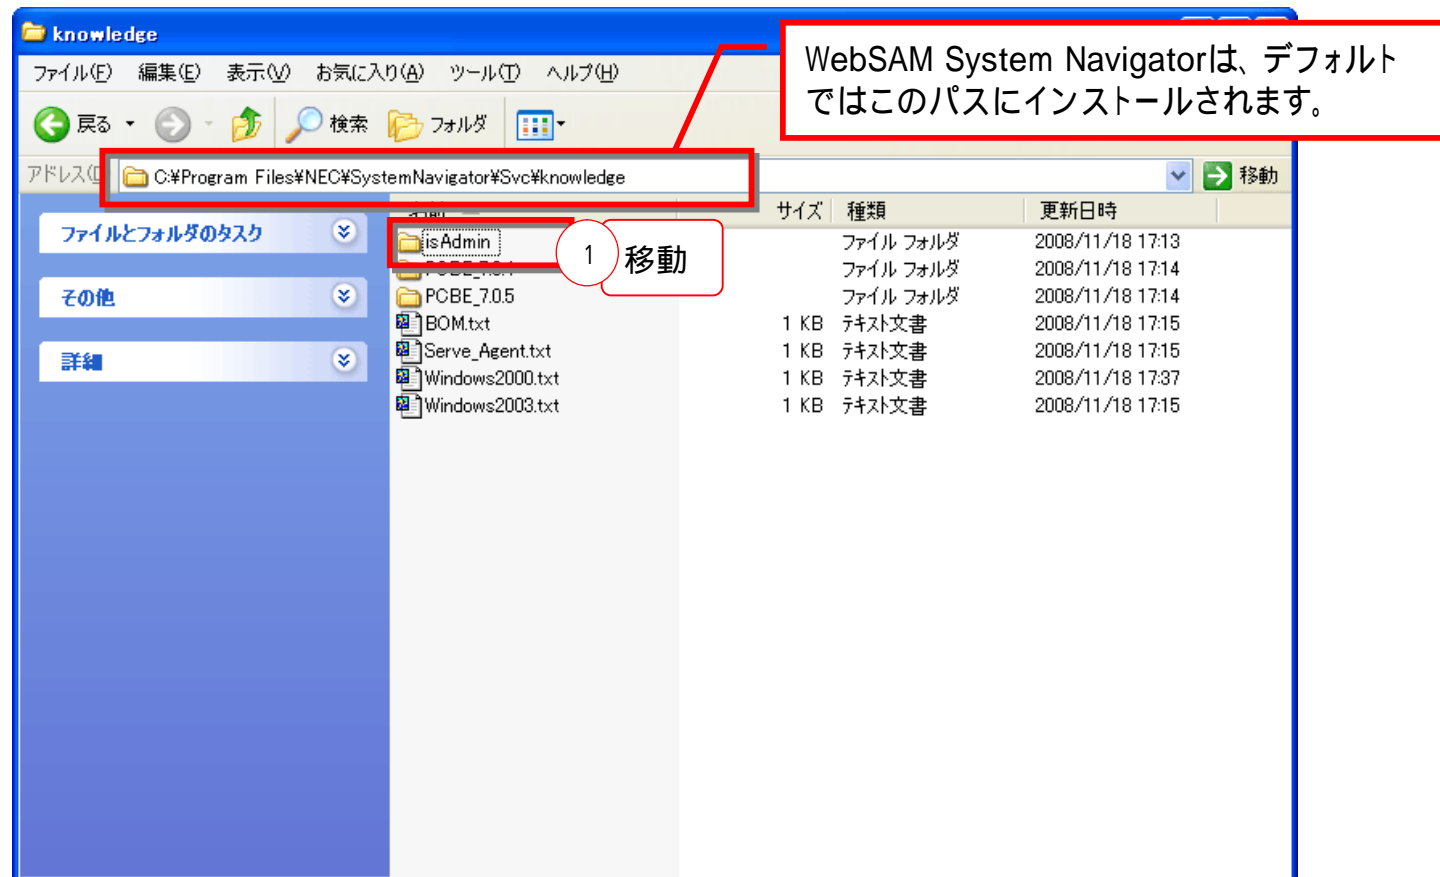 knowledge
WebSAM System Navigatorは、デフォルト
ではこのパスにインストールされます。
ファイル(F) 編集(E) 表示(V) お気に入り(A) ツール(T) ヘルプ(H)
戻る 検索 フォルダ
C:¥Program Files¥NEC¥SystemNavigator¥Svc¥knowledge 移動
サイズ 種類 更新日時
ファイルとフォルダのタスク
その他
詳細
isAdmin ファイル フォルダ 2008/11/18 17:13
1 移動
ファイル フォルダ 2008/11/18 17:14
PCBE_7.0.5 ファイル フォルダ 2008/11/18 17:14
BOM.txt 1 KB テキスト文書 2008/11/18 17:15
Serve_Agent.txt 1 KB テキスト文書 2008/11/18 17:15
Windows2000.txt 1 KB テキスト文書 2008/11/18 17:37
Windows2003.txt 1 KB テキスト文書 2008/11/18 17:15